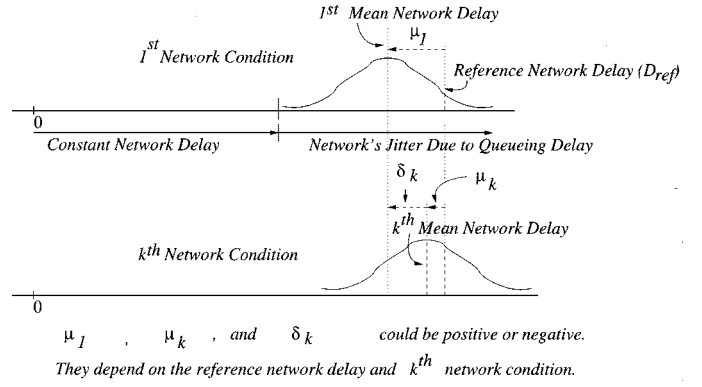 1st Mean Network Delay
μ1
1st Network Condition
Reference Network Delay (Dref)
0
Constant Network Delay
Network's Jitter Due to Queueing Delay
δk
μk
kth Mean Network Delay
kth Network Condition
0
μ1 , μk , and δk could be positive or negative.
They depend on the reference network delay and kth network condition.